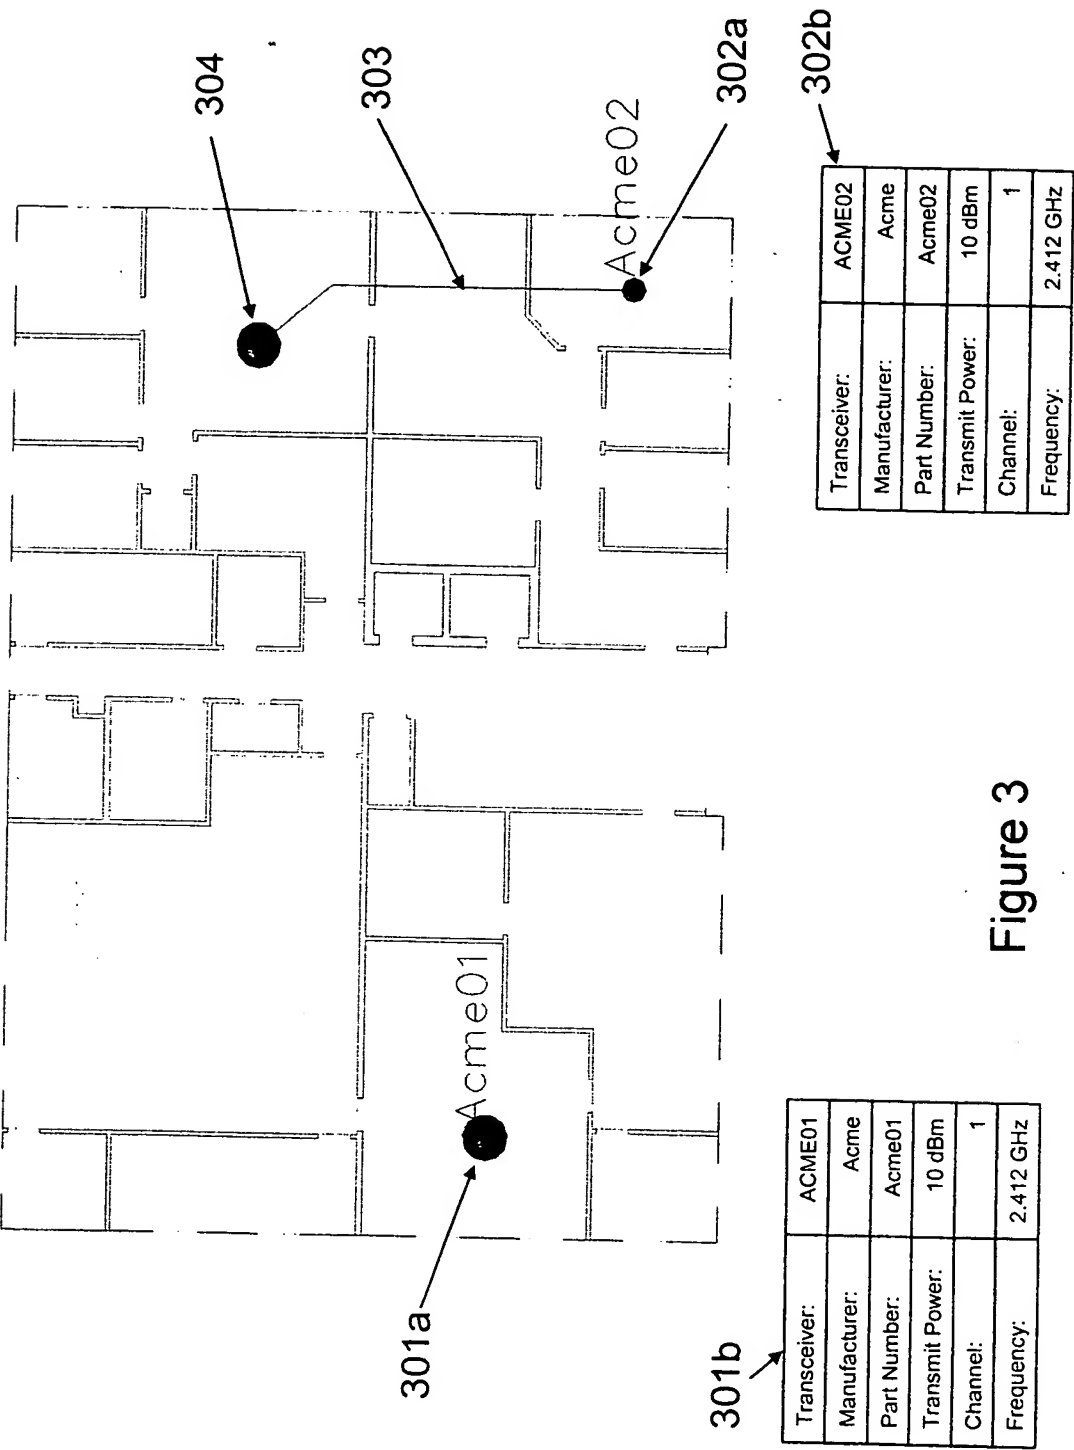 304
303
302a
Acme02
302b
Transceiver: ACME02
Manufacturer: Acme
Part Number: Acme02
Transmit Power: 10 dBm
Channel: 1
Frequency: 2.412 GHz
Acme01
301a
301b
Transceiver: ACME01
Manufacturer: Acme
Part Number: Acme01
Transmit Power: 10 dBm
Channel: 1
Frequency: 2.412 GHz
Figure 3